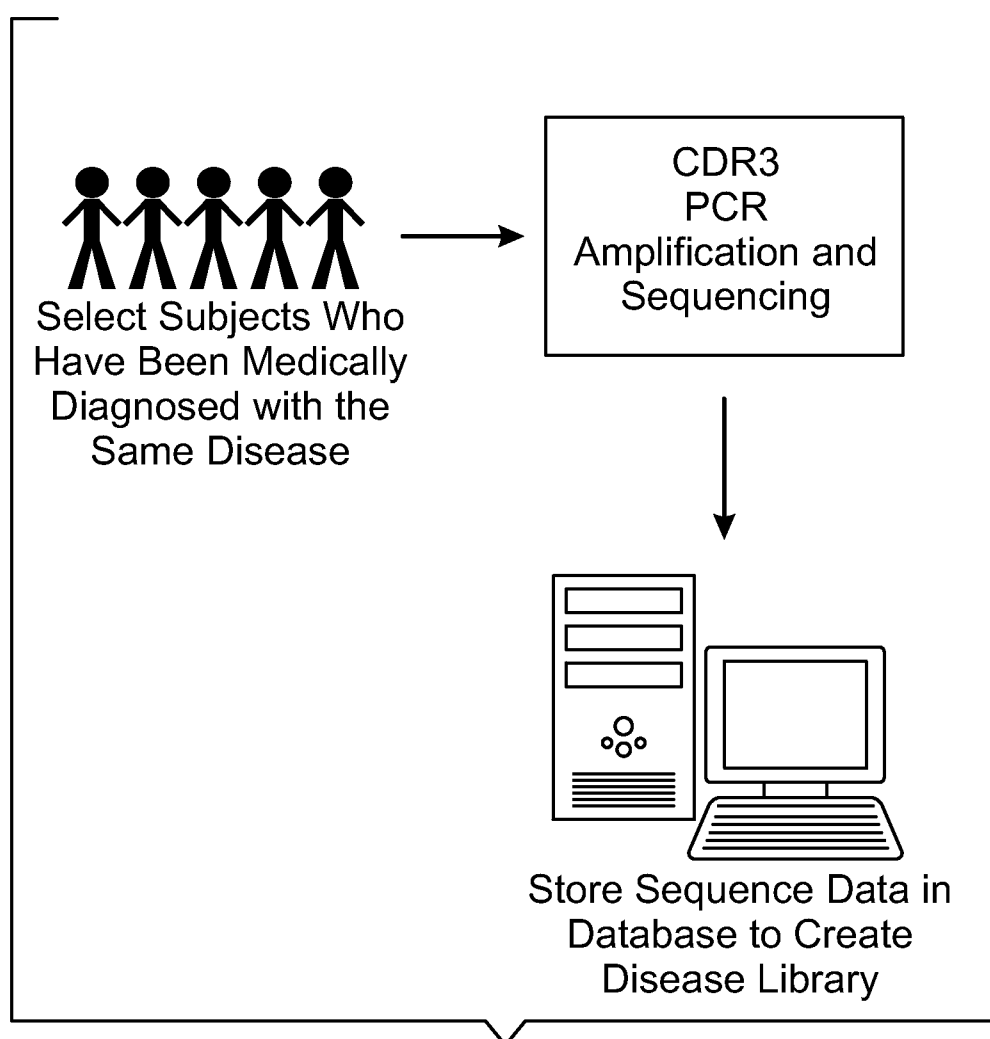 Select Subjects Who
Have Been Medically
Diagnosed with the
Same Disease
CDR3
PCR
Amplification and
Sequencing
Store Sequence Data in
Database to Create
Disease Library